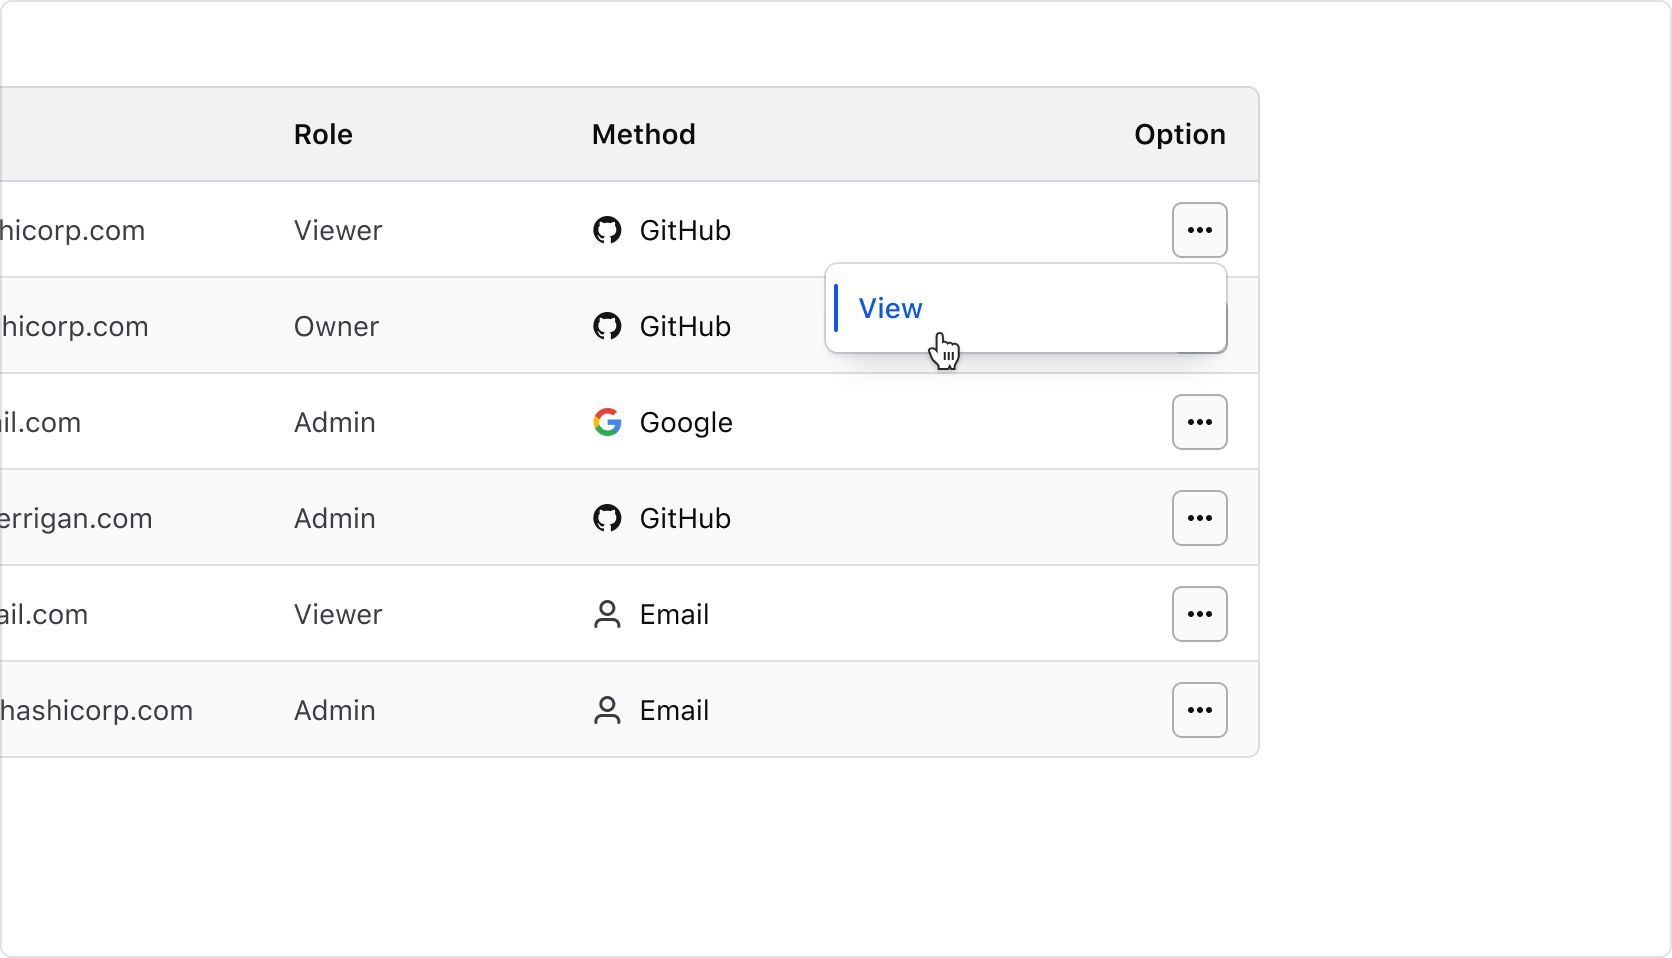 Role Method Option
hicorp.com Viewer GitHub
View
hicorp.com Owner GitHub
il.com Admin Google
errigan.com Admin GitHub
ail.com Viewer Email
hashicorp.com Admin Email